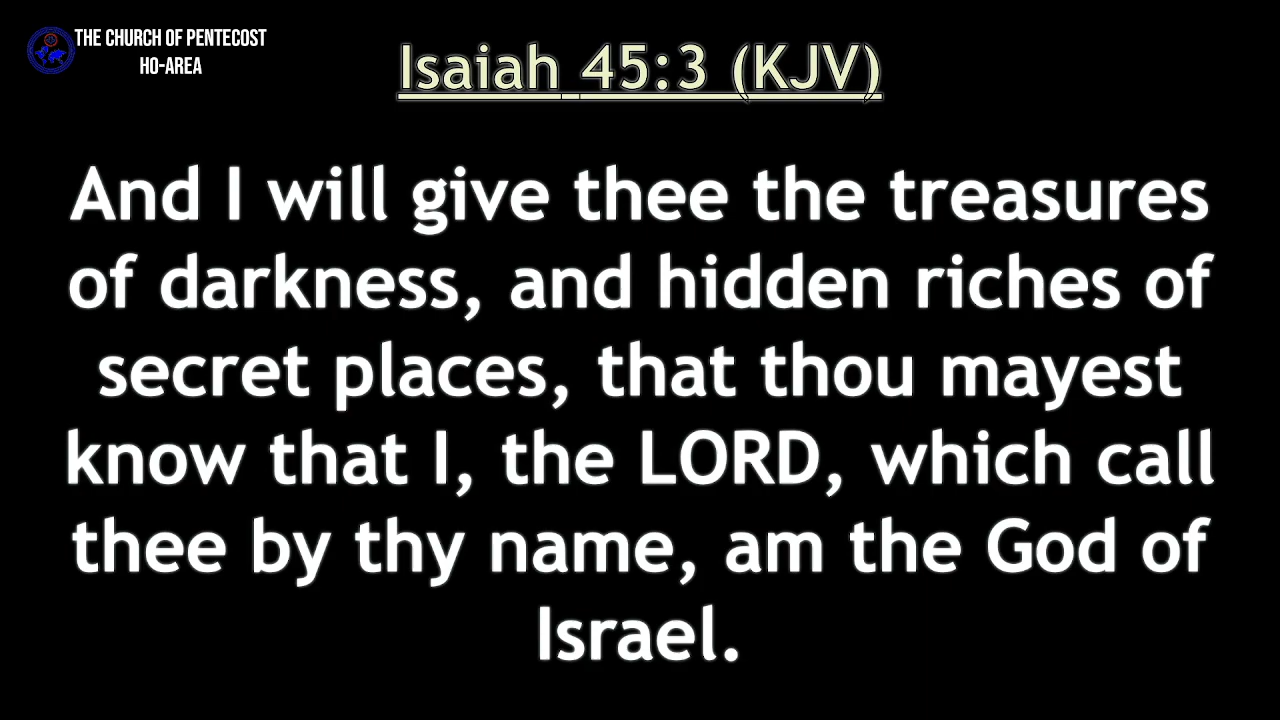 THE CHURCH OF PENTECOST
HO-AREA
Isaiah 45:3 (KJV)
And I will give thee the treasures
of darkness, and hidden riches of
secret places, that thou mayest
know that I, the LORD, which call
thee by thy name, am the God of
Israel.